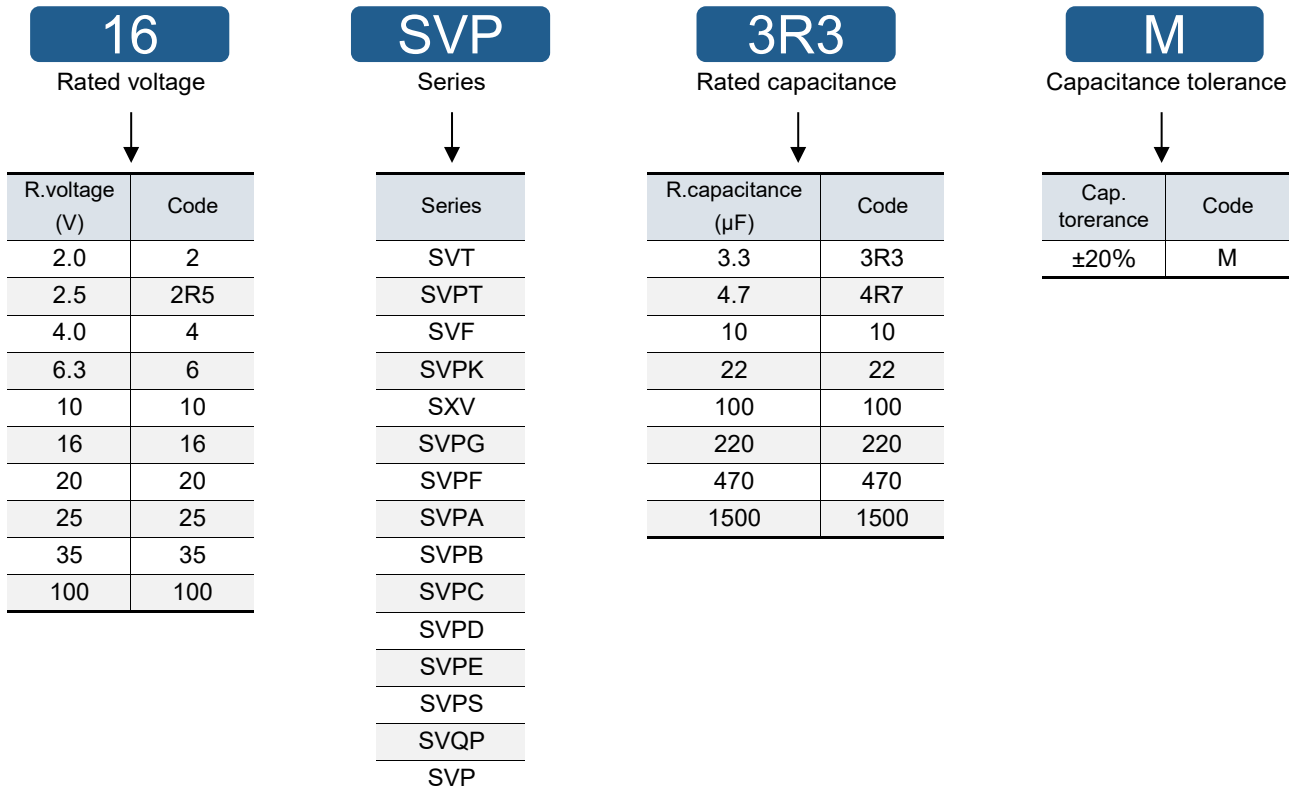 16 SVP 3R3 M
Rated voltage Series Rated capacitance Capacitance tolerance
R.voltage
(V) Code
2.0 2
2.5 2R5
4.0 4
6.3 6
10 10
16 16
20 20
25 25
35 35
100 100
Series
SVT
SVPT
SVF
SVPK
SXV
SVPG
SVPF
SVPA
SVPB
SVPC
SVPD
SVPE
SVPS
SVQP
SVP
R.capacitance
(μF) Code
3.3 3R3
4.7 4R7
10 10
22 22
100 100
220 220
470 470
1500 1500
Cap.
torerance Code
±20% M